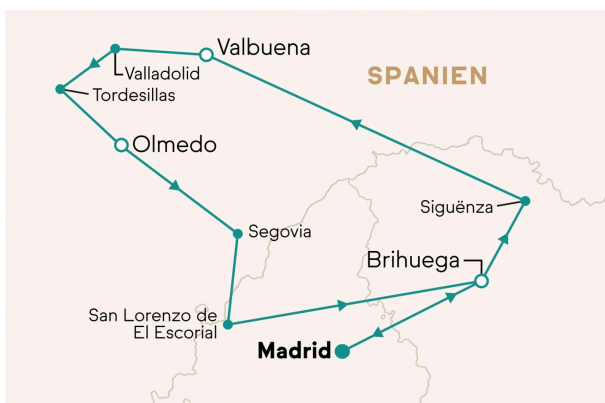 Valbuena
SPANIEN
Valladolid
Tordesillas
Olmedo
Siguënza
Segovia
Brihuega
San Lorenzo de
El Escorial
Madrid